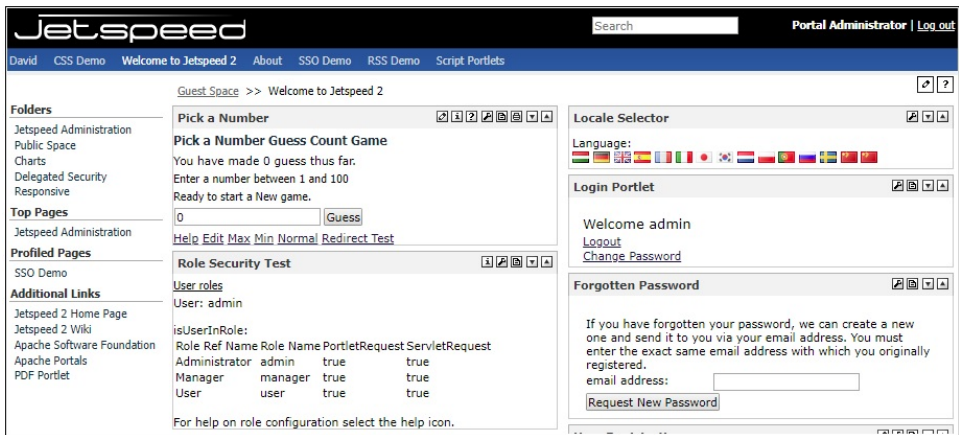 Jetspeed
Search
Portal Administrator | Log out
David CSS Demo Welcome to Jetspeed 2 About SSO Demo RSS Demo Script Portlets
Guest Space >> Welcome to Jetspeed 2
Folders
Jetspeed Administration
Public Space
Charts
Delegated Security
Responsive
Top Pages
Jetspeed Administration
Profiled Pages
SSO Demo
Additional Links
Jetspeed 2 Home Page
Jetspeed 2 Wiki
Apache Software Foundation
Apache Portals
PDF Portlet
Pick a Number
Pick a Number Guess Count Game
You have made 0 guess thus far.
Enter a number between 1 and 100
Ready to start a New game.
0 Guess
Help Edit Max Min Normal Redirect Test
Role Security Test
User roles
User: admin
isUserInRole:
Role Ref Name Role Name PortletRequest ServletRequest
Administrator admin true true
Manager manager true true
User user true true
For help on role configuration select the help icon.
Locale Selector
Language:
Login Portlet
Welcome admin
Logout
Change Password
Forgotten Password
If you have forgotten your password, we can create a new
one and send it to you via your email address. You must
enter the exact same email address with which you originally
registered.
email address:
Request New Password